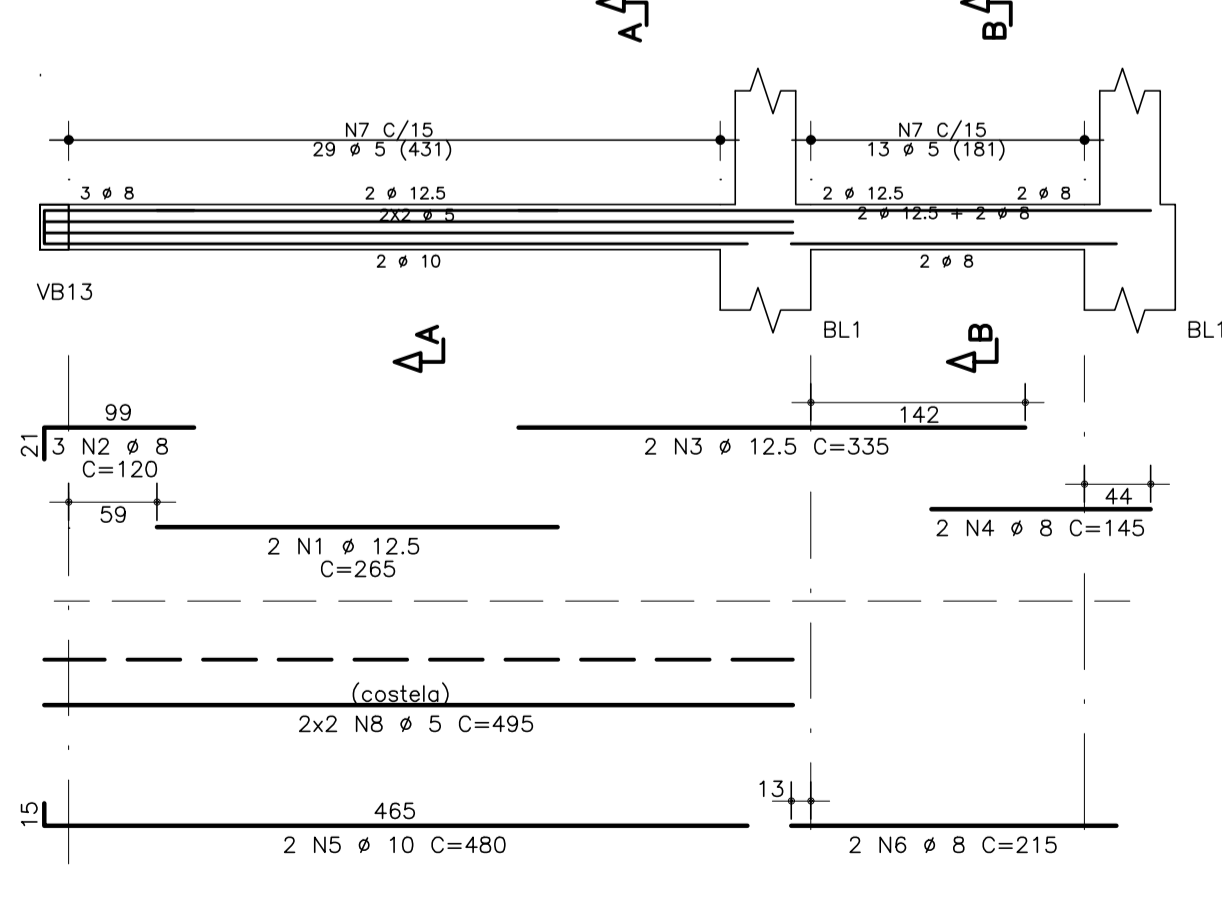 A
B
N7 C/15
29 ø 5 (431)
N7 C/15
13 ø 5 (181)
3 ø 8
2 ø 12.5
2 ø 12.5
2 ø 8
2X2 ø 5
2 ø 12.5 + 2 ø 8
2 ø 10
2 ø 8
VB13
BL1
BL1
A
B
99
142
21
3 N2 ø 8
C=120
2 N3 ø 12.5 C=335
59
44
2 N1 ø 12.5
C=265
2 N4 ø 8 C=145
(costela)
2x2 N8 ø 5 C=495
13
15
465
2 N5 ø 10 C=480
2 N6 ø 8 C=215